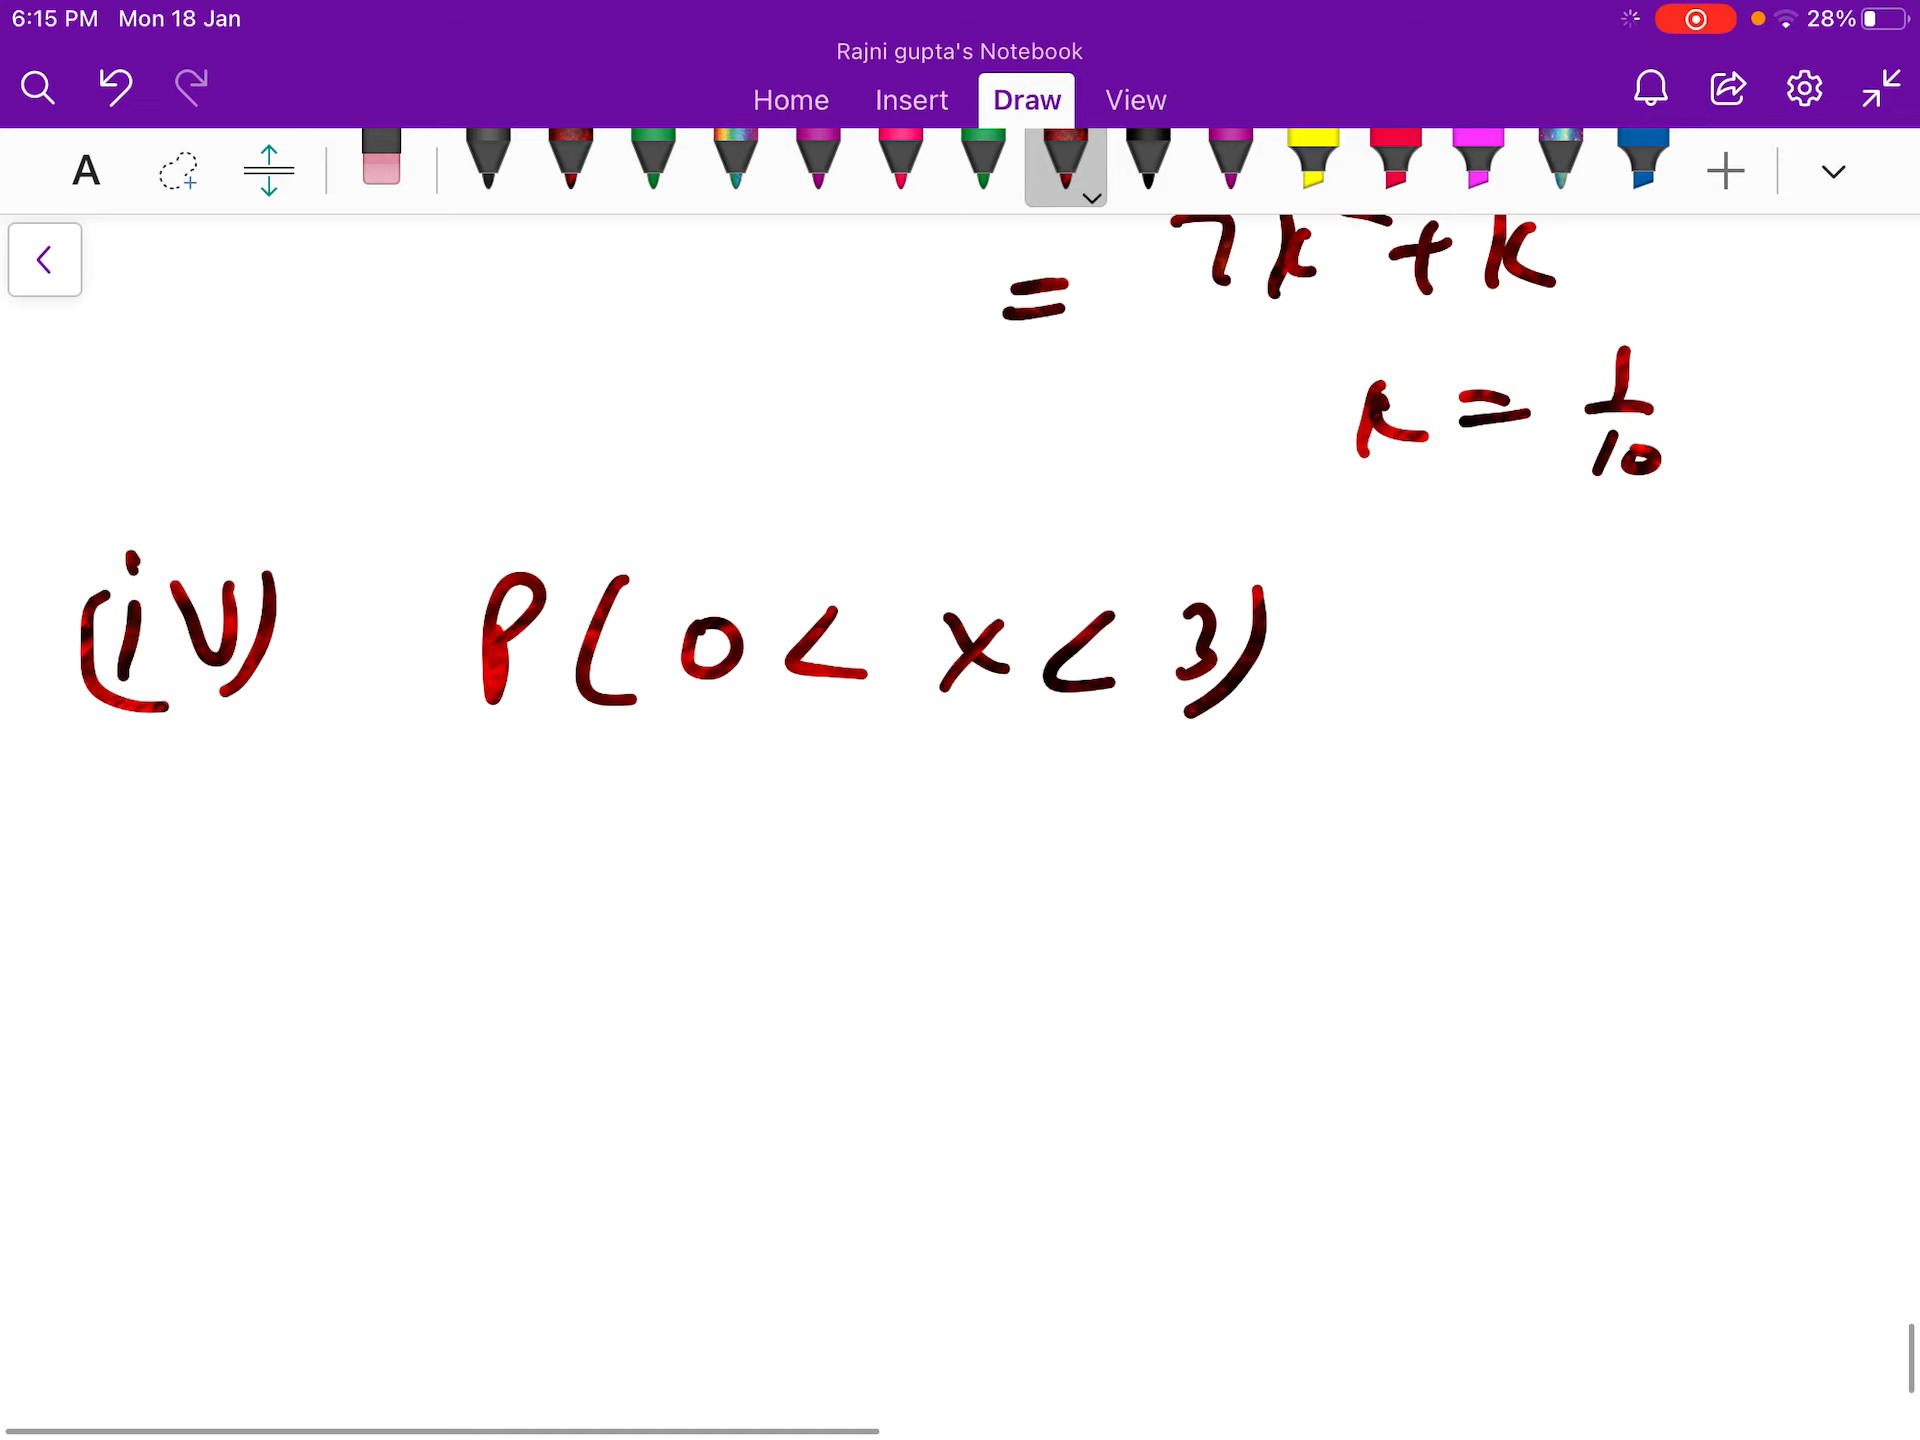 6:15 PM Mon 18 Jan 28%
Rajni gupta's Notebook
Home Insert Draw View
A
= 7k² + k
k = 1/10
(iv) P(0 < x < 3)